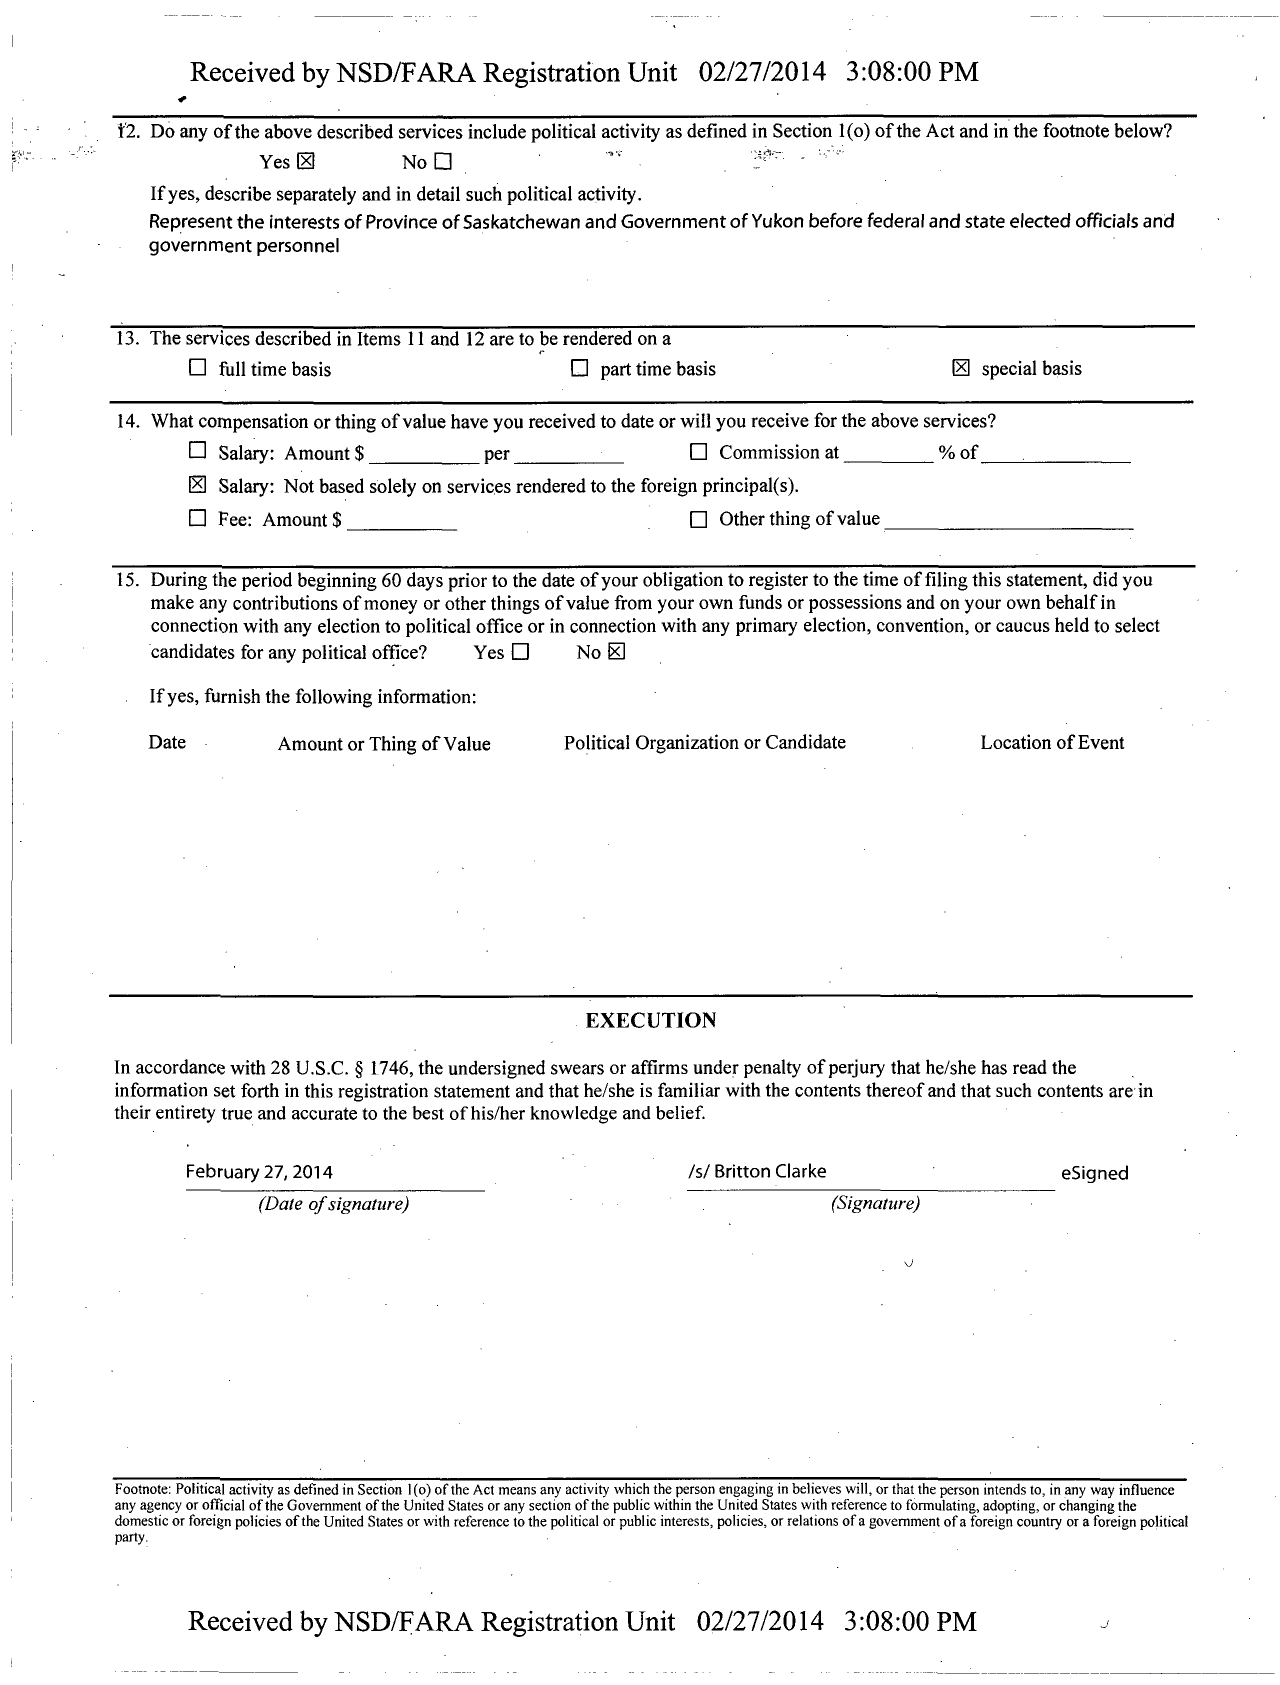 Received by NSD/FARA Registration Unit 02/27/2014 3:08:00 PM
12. Do any of the above described services include political activity as defined in Section 1(o) of the Act and in the footnote below?
Yes ☒ No ☐
If yes, describe separately and in detail such political activity.
Represent the interests of Province of Saskatchewan and Government of Yukon before federal and state elected officials and
government personnel
13. The services described in Items 11 and 12 are to be rendered on a
☐ full time basis ☐ part time basis ☒ special basis
14. What compensation or thing of value have you received to date or will you receive for the above services?
☐ Salary: Amount $ __________ per __________ ☐ Commission at ________ % of ______________
☒ Salary: Not based solely on services rendered to the foreign principal(s).
☐ Fee: Amount $ __________ ☐ Other thing of value ______________________
15. During the period beginning 60 days prior to the date of your obligation to register to the time of filing this statement, did you
make any contributions of money or other things of value from your own funds or possessions and on your own behalf in
connection with any election to political office or in connection with any primary election, convention, or caucus held to select
candidates for any political office? Yes ☐ No ☒
If yes, furnish the following information:
Date Amount or Thing of Value Political Organization or Candidate Location of Event
EXECUTION
In accordance with 28 U.S.C. § 1746, the undersigned swears or affirms under penalty of perjury that he/she has read the
information set forth in this registration statement and that he/she is familiar with the contents thereof and that such contents are in
their entirety true and accurate to the best of his/her knowledge and belief.
February 27, 2014 /s/ Britton Clarke eSigned
(Date of signature) (Signature)
Footnote: Political activity as defined in Section 1(o) of the Act means any activity which the person engaging in believes will, or that the person intends to, in any way influence
any agency or official of the Government of the United States or any section of the public within the United States with reference to formulating, adopting, or changing the
domestic or foreign policies of the United States or with reference to the political or public interests, policies, or relations of a government of a foreign country or a foreign political
party.
Received by NSD/FARA Registration Unit 02/27/2014 3:08:00 PM